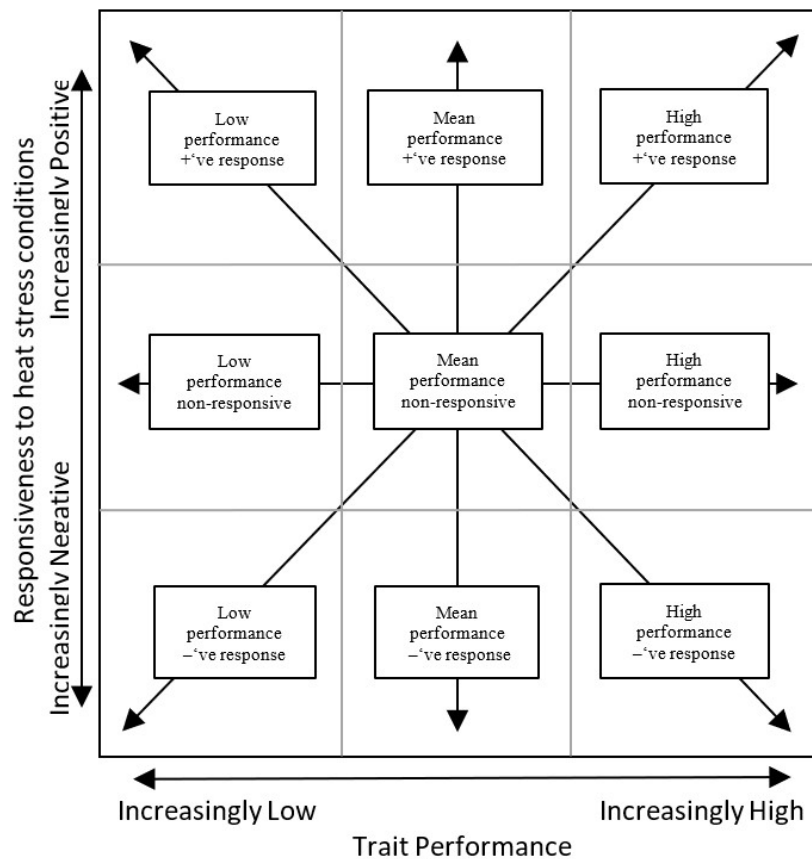 Responsiveness to heat stress conditions
Increasingly Positive
Increasingly Negative
Low
performance
+‘ve response
Mean
performance
+‘ve response
High
performance
+‘ve response
Low
performance
non-responsive
Mean
performance
non-responsive
High
performance
non-responsive
Low
performance
–‘ve response
Mean
performance
–‘ve response
High
performance
–‘ve response
Increasingly Low
Increasingly High
Trait Performance